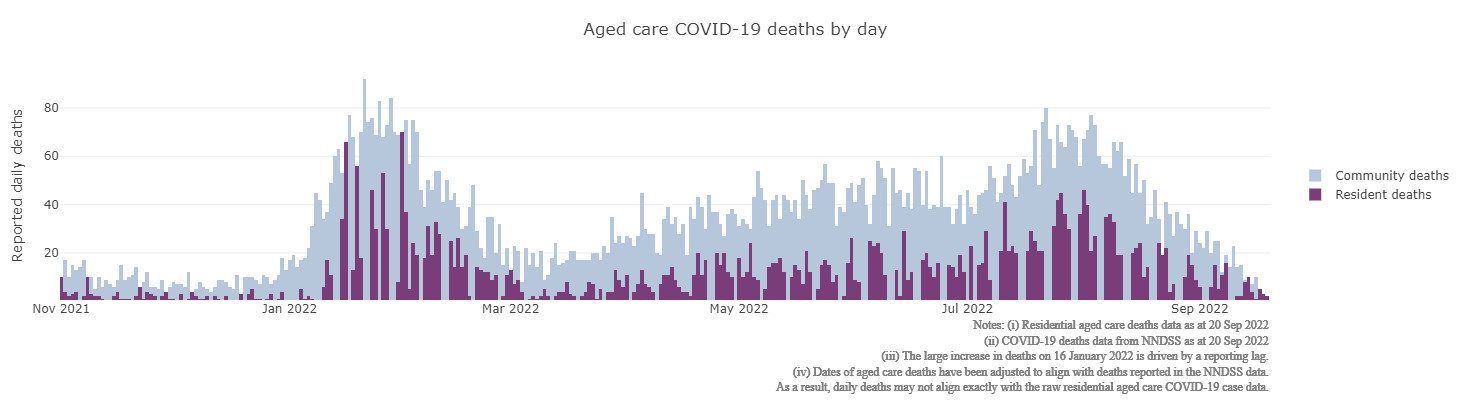 Aged care COVID-19 deaths by day
Reported daily deaths
80
60
40
20
Nov 2021
Jan 2022
Mar 2022
May 2022
Jul 2022
Sep 2022
Community deaths
Resident deaths
Notes: (i) Residential aged care deaths data as at 20 Sep 2022
(ii) COVID-19 deaths data from NNDSS as at 20 Sep 2022
(iii) The large increase in deaths on 16 January 2022 is driven by a reporting lag.
(iv) Dates of aged care deaths have been adjusted to align with deaths reported in the NNDSS data.
As a result, daily deaths may not align exactly with the raw residential aged care COVID-19 case data.